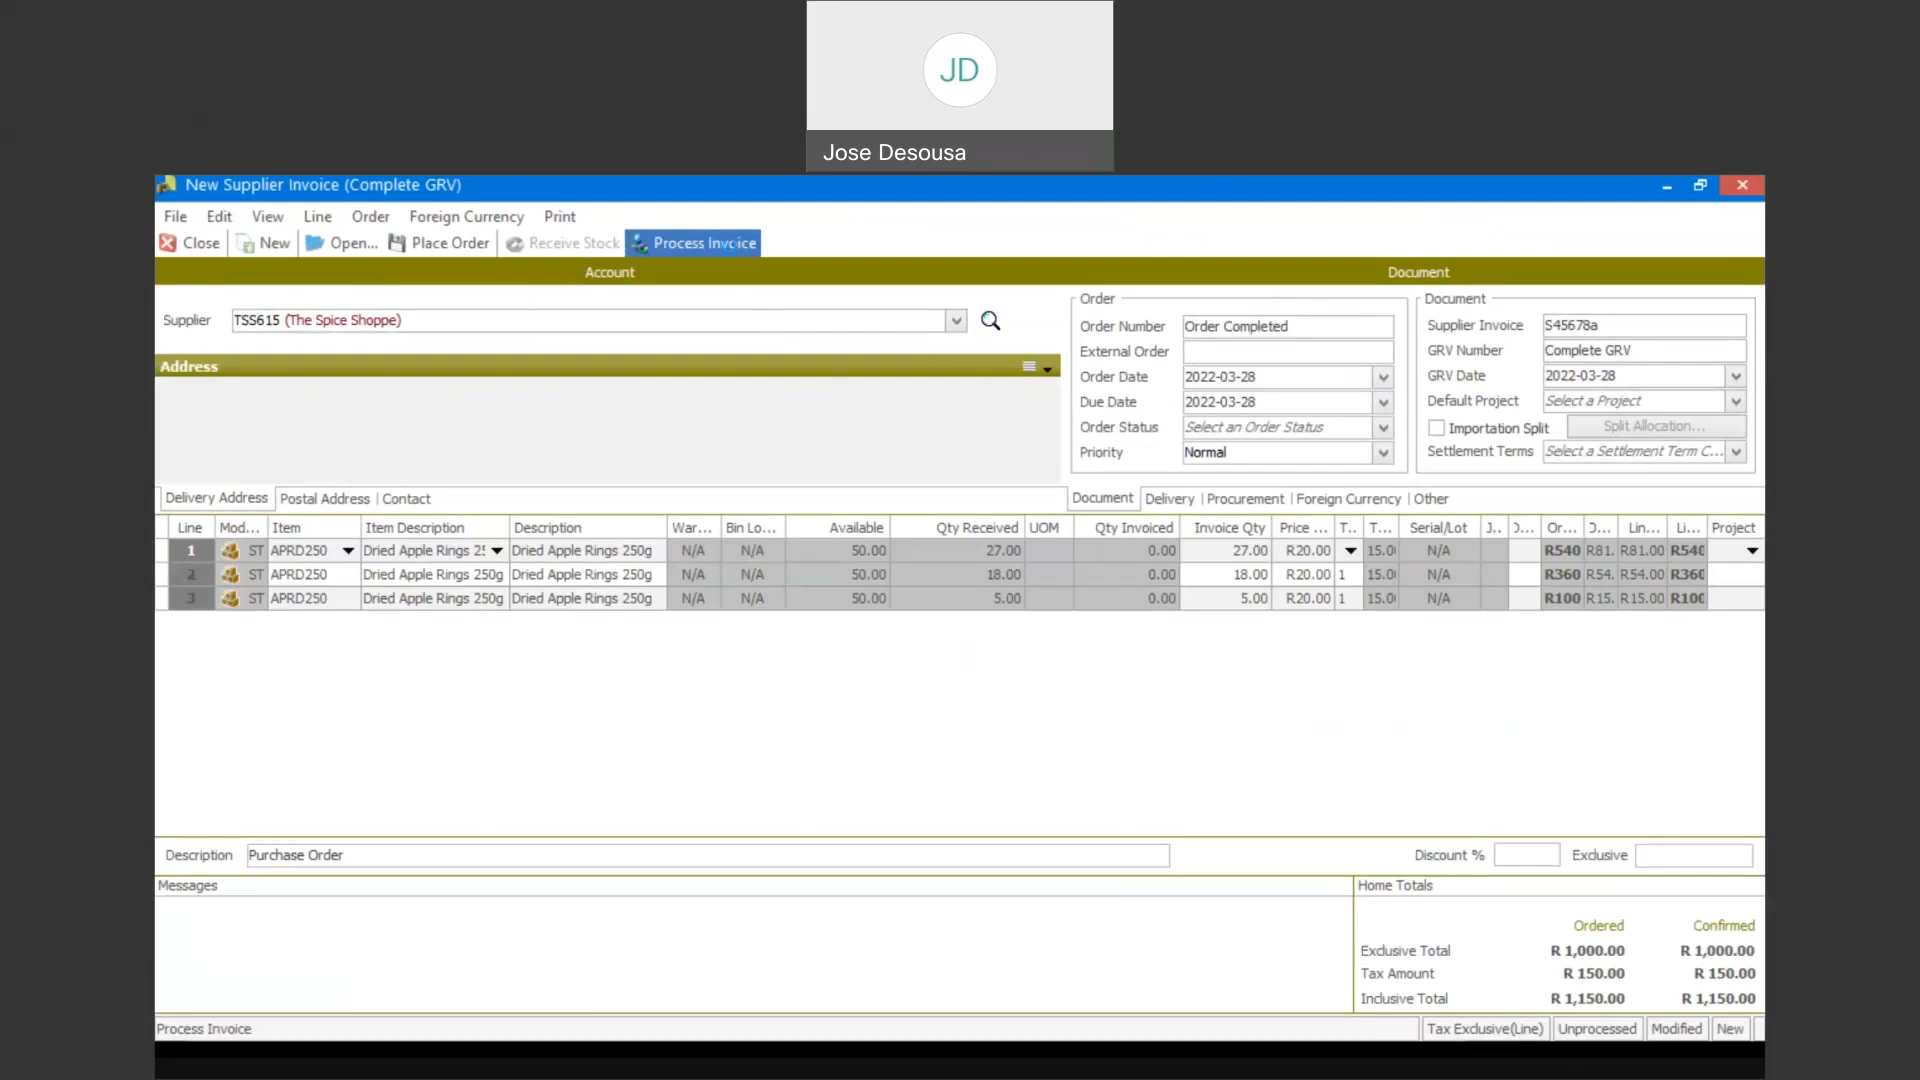 JD
Jose Desousa
New Supplier Invoice (Complete GRV)
File Edit View Line Order Foreign Currency Print
Close New Open... Place Order Receive Stock Process Invoice
Account Document
Supplier TSS615 (The Spice Shoppe)
Address
Order
Order Number Order Completed
External Order
Order Date 2022-03-28
Due Date 2022-03-28
Order Status Select an Order Status
Priority Normal
Document
Supplier Invoice S45678a
GRV Number Complete GRV
GRV Date 2022-03-28
Default Project Select a Project
Importation Split Split Allocation...
Settlement Terms Select a Settlement Term C...
Delivery Address Postal Address Contact
Document Delivery Procurement Foreign Currency Other
Line Mod... Item Item Description Description War... Bin Lo... Available Qty Received UOM Qty Invoiced Invoice Qty Price ... T.. T... Serial/Lot J.. Or... Lin... Li... Project
1 ST APRD250 Dried Apple Rings 25 Dried Apple Rings 250g N/A N/A 50.00 27.00 0.00 27.00 R20.00 15.0 N/A R540 R81. R81.00 R540
2 ST APRD250 Dried Apple Rings 250g Dried Apple Rings 250g N/A N/A 50.00 18.00 0.00 18.00 R20.00 1 15.0 N/A R360 R54. R54.00 R360
3 ST APRD250 Dried Apple Rings 250g Dried Apple Rings 250g N/A N/A 50.00 5.00 0.00 5.00 R20.00 1 15.0 N/A R100 R15. R15.00 R100
Description Purchase Order Discount % Exclusive
Messages
Home Totals
Ordered Confirmed
Exclusive Total R 1,000.00 R 1,000.00
Tax Amount R 150.00 R 150.00
Inclusive Total R 1,150.00 R 1,150.00
Process Invoice Tax Exclusive(Line) Unprocessed Modified New